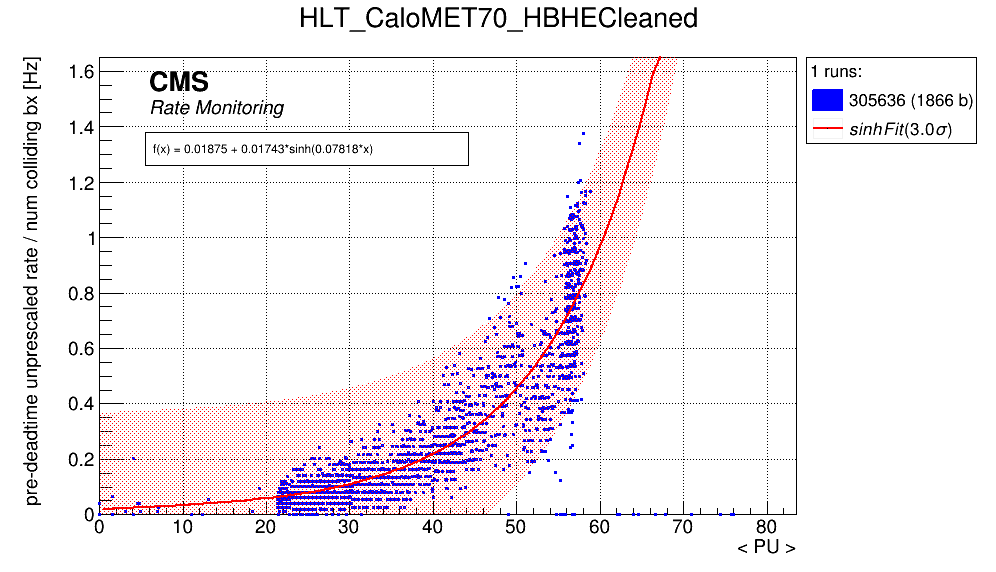 HLT_CaloMET70_HBHECleaned
pre-deadtime unprescaled rate / num colliding bx [Hz]
CMS
Rate Monitoring
f(x) = 0.01875 + 0.01743*sinh(0.07818*x)
1.6
1.4
1.2
1
0.8
0.6
0.4
0.2
0
0 10 20 30 40 50 60 70 80
< PU >
1 runs:
305636 (1866 b)
sinhFit(3.0σ)